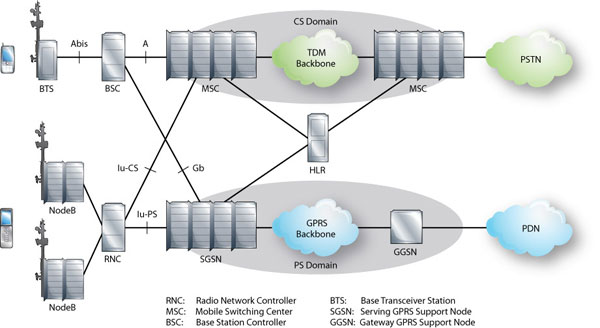 CS Domain
Abis
A
TDM
Backbone
PSTN
BTS
BSC
MSC
MSC
Iu-CS
Gb
HLR
NodeB
Iu-PS
GPRS
Backbone
PDN
NodeB
RNC
SGSN
GGSN
PS Domain
RNC: Radio Network Controller
MSC: Mobile Switching Center
BSC: Base Station Controller
BTS: Base Transceiver Station
SGSN: Serving GPRS Support Node
GGSN: Gateway GPRS Support Node